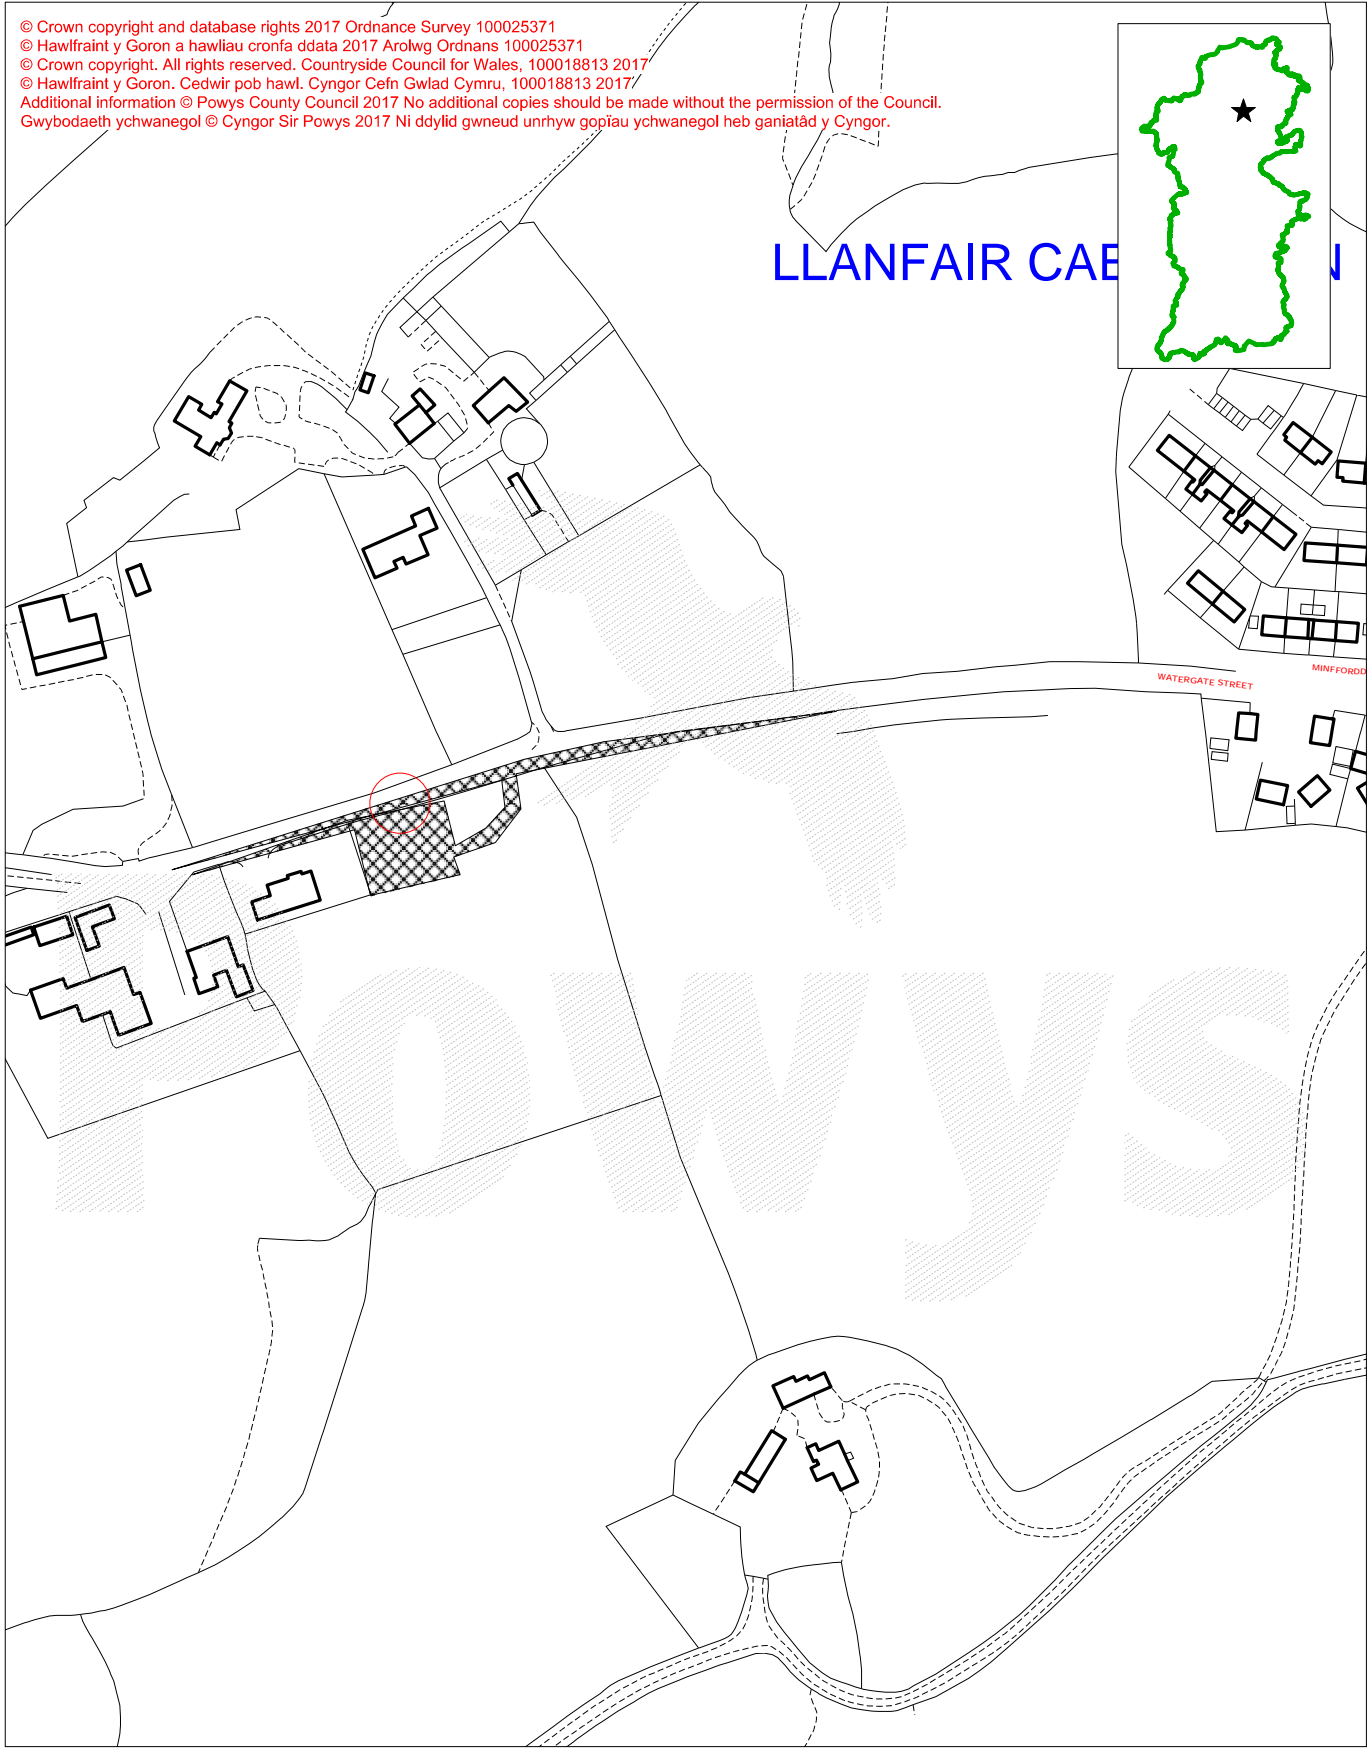 © Crown copyright and database rights 2017 Ordnance Survey 100025371
© Hawlfraint y Goron a hawliau cronfa ddata 2017 Arolwg Ordnans 100025371
© Crown copyright. All rights reserved. Countryside Council for Wales, 100018813 2017
© Hawlfraint y Goron. Cedwir pob hawl. Cyngor Cefn Gwlad Cymru, 100018813 2017
Additional information © Powys County Council 2017 No additional copies should be made without the permission of the Council.
Gwybodaeth ychwanegol © Cyngor Sir Powys 2017 Ni ddylid gwneud unrhyw gopïau ychwanegol heb ganiatâd y Cyngor.
LLANFAIR
WATERGATE STREET
MINFFORDD
Powys